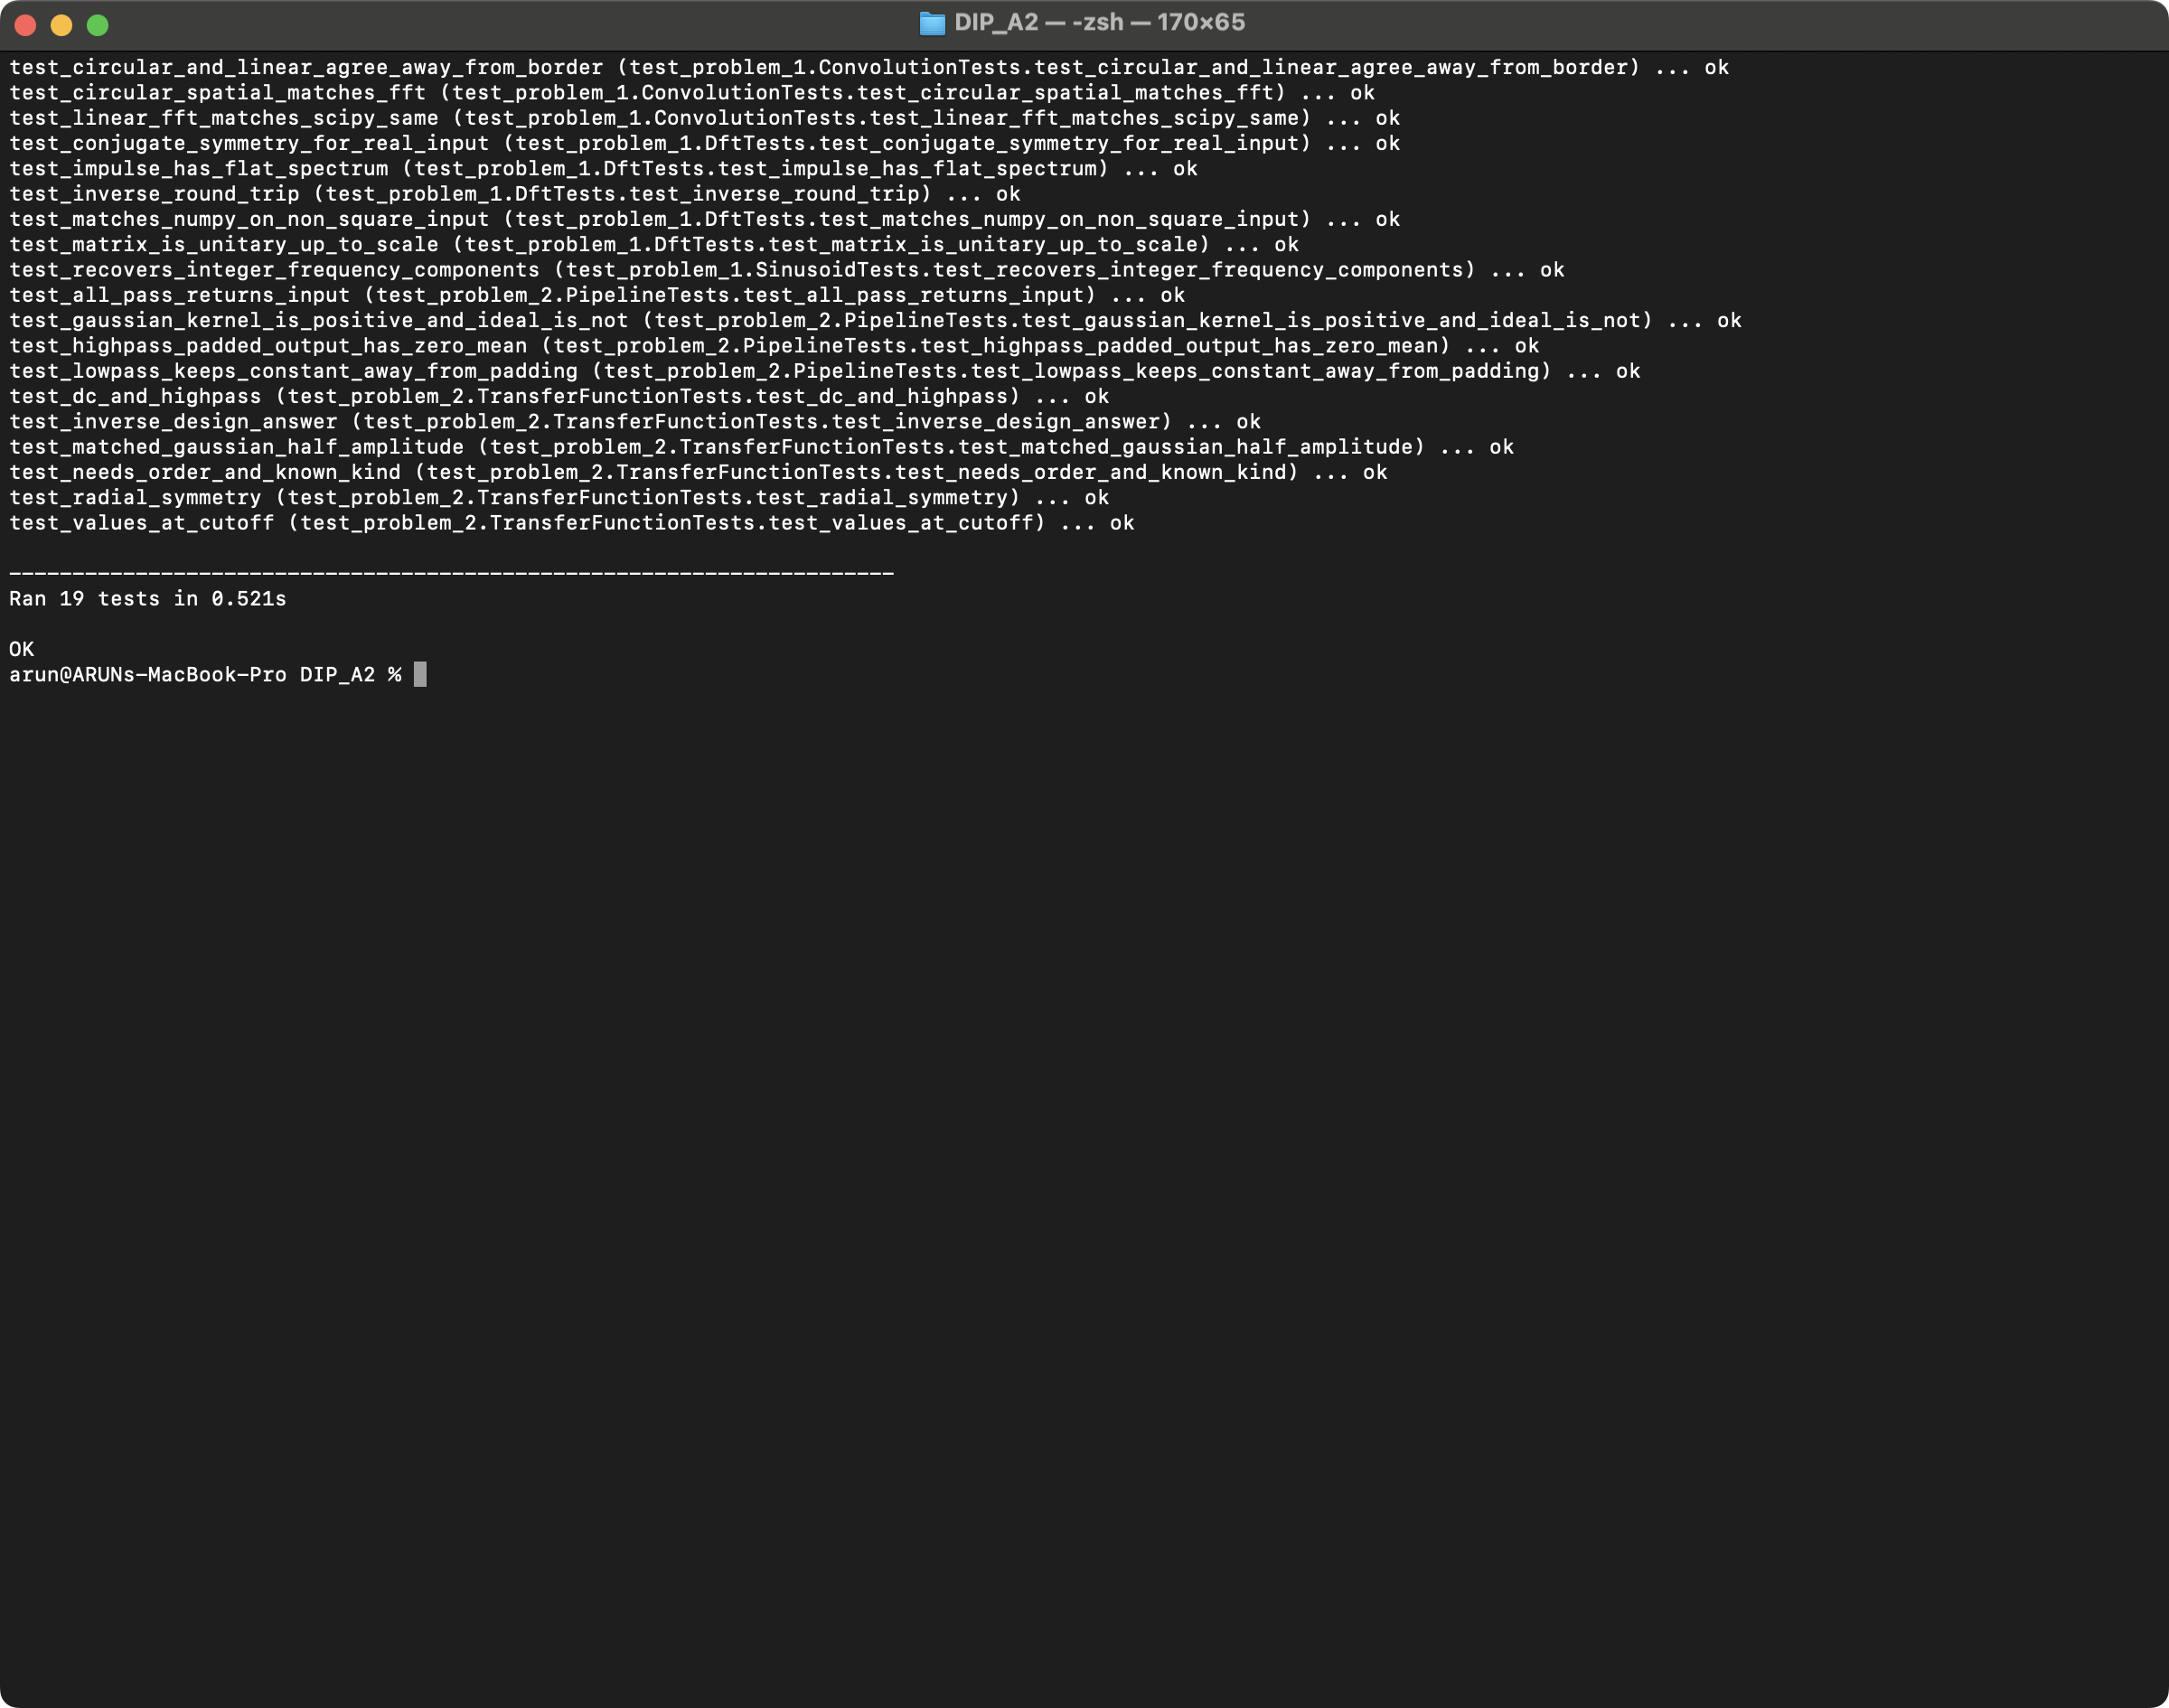 DIP_A2 — -zsh — 170×65
test_circular_and_linear_agree_away_from_border (test_problem_1.ConvolutionTests.test_circular_and_linear_agree_away_from_border) ... ok
test_circular_spatial_matches_fft (test_problem_1.ConvolutionTests.test_circular_spatial_matches_fft) ... ok
test_linear_fft_matches_scipy_same (test_problem_1.ConvolutionTests.test_linear_fft_matches_scipy_same) ... ok
test_conjugate_symmetry_for_real_input (test_problem_1.DftTests.test_conjugate_symmetry_for_real_input) ... ok
test_impulse_has_flat_spectrum (test_problem_1.DftTests.test_impulse_has_flat_spectrum) ... ok
test_inverse_round_trip (test_problem_1.DftTests.test_inverse_round_trip) ... ok
test_matches_numpy_on_non_square_input (test_problem_1.DftTests.test_matches_numpy_on_non_square_input) ... ok
test_matrix_is_unitary_up_to_scale (test_problem_1.DftTests.test_matrix_is_unitary_up_to_scale) ... ok
test_recovers_integer_frequency_components (test_problem_1.SinusoidTests.test_recovers_integer_frequency_components) ... ok
test_all_pass_returns_input (test_problem_2.PipelineTests.test_all_pass_returns_input) ... ok
test_gaussian_kernel_is_positive_and_ideal_is_not (test_problem_2.PipelineTests.test_gaussian_kernel_is_positive_and_ideal_is_not) ... ok
test_highpass_padded_output_has_zero_mean (test_problem_2.PipelineTests.test_highpass_padded_output_has_zero_mean) ... ok
test_lowpass_keeps_constant_away_from_padding (test_problem_2.PipelineTests.test_lowpass_keeps_constant_away_from_padding) ... ok
test_dc_and_highpass (test_problem_2.TransferFunctionTests.test_dc_and_highpass) ... ok
test_inverse_design_answer (test_problem_2.TransferFunctionTests.test_inverse_design_answer) ... ok
test_matched_gaussian_half_amplitude (test_problem_2.TransferFunctionTests.test_matched_gaussian_half_amplitude) ... ok
test_needs_order_and_known_kind (test_problem_2.TransferFunctionTests.test_needs_order_and_known_kind) ... ok
test_radial_symmetry (test_problem_2.TransferFunctionTests.test_radial_symmetry) ... ok
test_values_at_cutoff (test_problem_2.TransferFunctionTests.test_values_at_cutoff) ... ok
----------------------------------------------------------------------
Ran 19 tests in 0.521s
OK
arun@ARUNs-MacBook-Pro DIP_A2 %